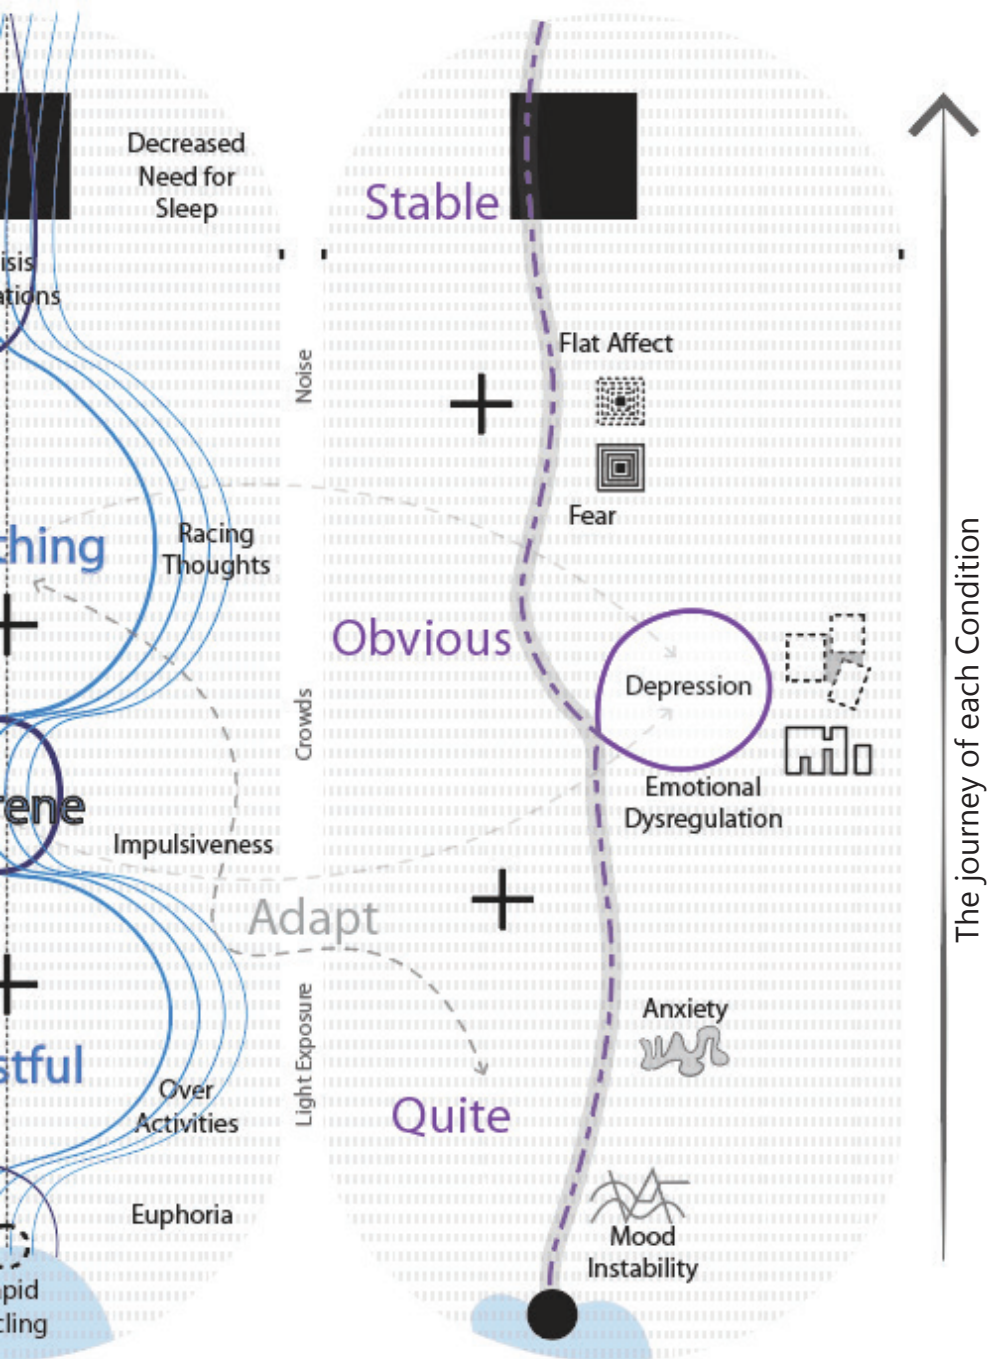 Decreased
Need for
Sleep
Stable
Flat Affect
Noise
Fear
Racing
Thoughts
Obvious
Depression
Crowds
Emotional
Dysregulation
Impulsiveness
Adapt
Anxiety
Light Exposure
Over
Activities
Quite
Euphoria
Mood
Instability
The journey of each Condition